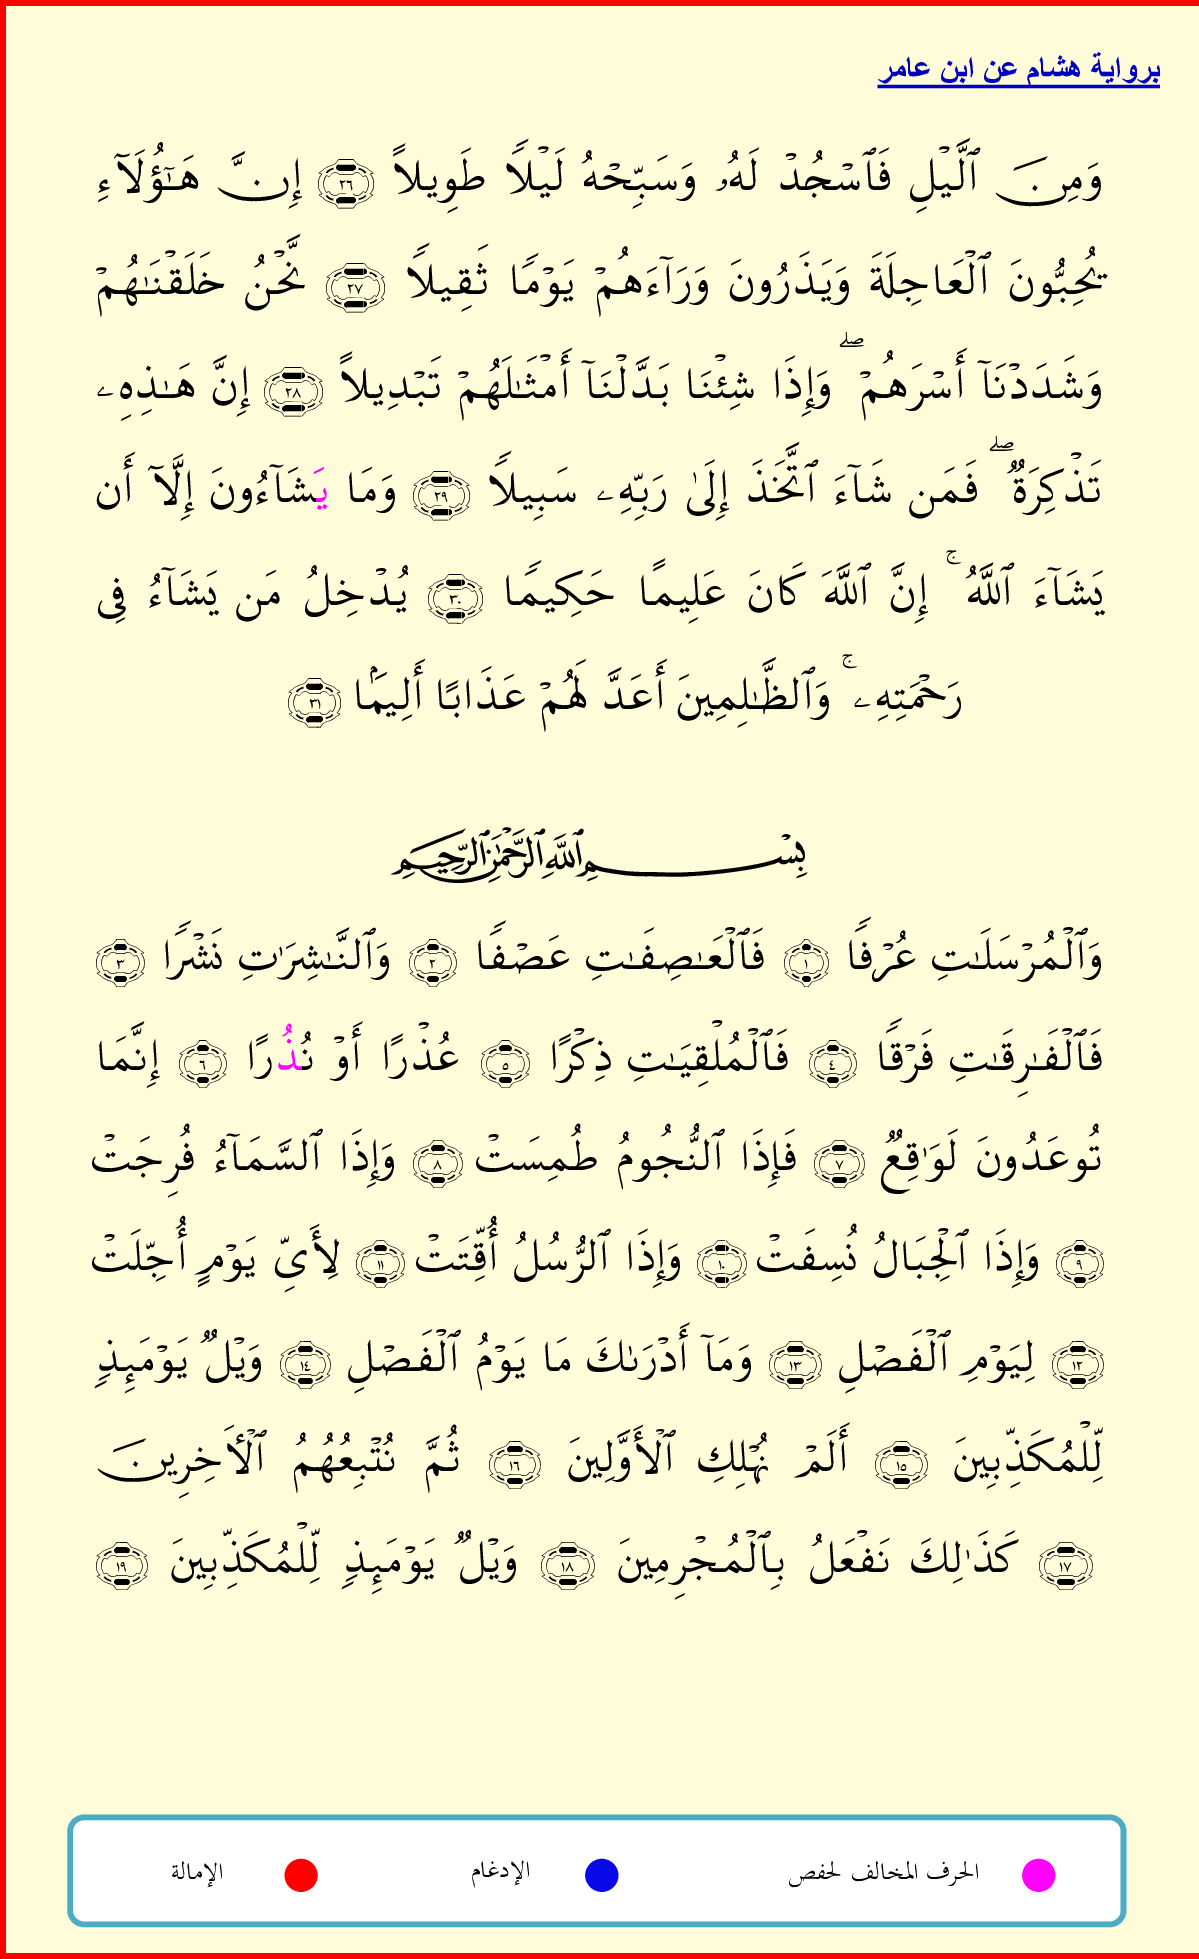 برواية هشام عن ابن عامر
وَمِنَ ٱلَّيۡلِ فَٱسۡجُدۡ لَهُۥ وَسَبِّحۡهُ لَيۡلًا طَوِيلًا ۝٢٦ إِنَّ هَـٰٓؤُلَآءِ
يُحِبُّونَ ٱلۡعَاجِلَةَ وَيَذَرُونَ وَرَآءَهُمۡ يَوۡمًا ثَقِيلًا ۝٢٧ نَّحۡنُ خَلَقۡنَـٰهُمۡ
وَشَدَدۡنَآ أَسۡرَهُمۡۖ وَإِذَا شِئۡنَا بَدَّلۡنَآ أَمۡثَـٰلَهُمۡ تَبۡدِيلًا ۝٢٨ إِنَّ هَـٰذِهِۦ
تَذۡكِرَةٌۖ فَمَن شَآءَ ٱتَّخَذَ إِلَىٰ رَبِّهِۦ سَبِيلًا ۝٢٩ وَمَا يَشَآءُونَ إِلَّآ أَن
يَشَآءَ ٱللَّهُۚ إِنَّ ٱللَّهَ كَانَ عَلِيمًا حَكِيمًا ۝٣٠ يُدۡخِلُ مَن يَشَآءُ فِي
رَحۡمَتِهِۦۚ وَٱلظَّـٰلِمِينَ أَعَدَّ لَهُمۡ عَذَابًا أَلِيمَۢا ۝٣١
بِسۡمِ ٱللَّهِ ٱلرَّحۡمَـٰنِ ٱلرَّحِيمِ
وَٱلۡمُرۡسَلَـٰتِ عُرۡفًا ۝١ فَٱلۡعَـٰصِفَـٰتِ عَصۡفًا ۝٢ وَٱلنَّـٰشِرَٰتِ نَشۡرًا ۝٣
فَٱلۡفَـٰرِقَـٰتِ فَرۡقًا ۝٤ فَٱلۡمُلۡقِيَـٰتِ ذِكۡرًا ۝٥ عُذۡرًا أَوۡ نُذُرًا ۝٦ إِنَّمَا
تُوعَدُونَ لَوَٰقِعٌ ۝٧ فَإِذَا ٱلنُّجُومُ طُمِسَتۡ ۝٨ وَإِذَا ٱلسَّمَآءُ فُرِجَتۡ
۝٩ وَإِذَا ٱلۡجِبَالُ نُسِفَتۡ ۝١٠ وَإِذَا ٱلرُّسُلُ أُقِّتَتۡ ۝١١ لِأَيِّ يَوۡمٍ أُجِّلَتۡ
۝١٢ لِيَوۡمِ ٱلۡفَصۡلِ ۝١٣ وَمَآ أَدۡرَىٰكَ مَا يَوۡمُ ٱلۡفَصۡلِ ۝١٤ وَيۡلٌ يَوۡمَئِذٍ
لِّلۡمُكَذِّبِينَ ۝١٥ أَلَمۡ نُهۡلِكِ ٱلۡأَوَّلِينَ ۝١٦ ثُمَّ نُتۡبِعُهُمُ ٱلۡأَخِرِينَ
۝١٧ كَذَٰلِكَ نَفۡعَلُ بِٱلۡمُجۡرِمِينَ ۝١٨ وَيۡلٌ يَوۡمَئِذٍ لِّلۡمُكَذِّبِينَ ۝١٩
الحرف المخالف لحفص الإدغام الإمالة